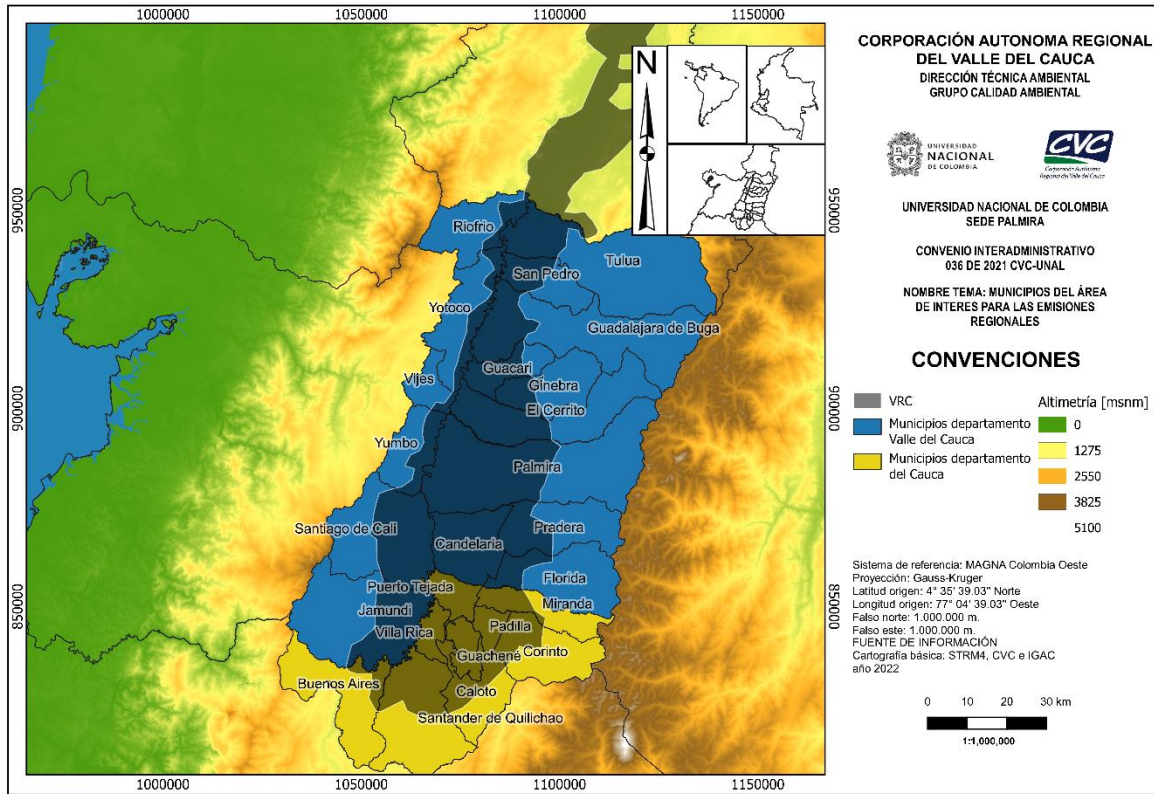 1000000
1050000
1100000
1150000
950000
900000
850000
950000
900000
850000
1000000
1050000
1100000
1150000
N
Riofrio
San Pedro
Tulua
Yotoco
Guadalajara de Buga
Guacari
Vijes
Ginebra
El Cerrito
Yumbo
Palmira
Santiago de Cali
Pradera
Candelaria
Florida
Puerto Tejada
Miranda
Jamundi
Padilla
Villa Rica
Guachené
Corinto
Buenos Aires
Caloto
Santander de Quilichao
CORPORACIÓN AUTONOMA REGIONAL
DEL VALLE DEL CAUCA
DIRECCIÓN TÉCNICA AMBIENTAL
GRUPO CALIDAD AMBIENTAL
UNIVERSIDAD
NACIONAL
DE COLOMBIA
CVC
Corporación Autónoma
Regional del Valle del Cauca
UNIVERSIDAD NACIONAL DE COLOMBIA
SEDE PALMIRA
CONVENIO INTERADMINISTRATIVO
036 DE 2021 CVC-UNAL
NOMBRE TEMA: MUNICIPIOS DEL ÁREA
DE INTERES PARA LAS EMISIONES
REGIONALES
CONVENCIONES
VRC
Municipios departamento
Valle del Cauca
Municipios departamento
del Cauca
Altimetría [msnm]
0
1275
2550
3825
5100
Sistema de referencia: MAGNA Colombia Oeste
Proyección: Gauss-Kruger
Latitud origen: 4° 35' 39.03" Norte
Longitud origen: 77° 04' 39.03" Oeste
Falso norte: 1.000.000 m.
Falso este: 1.000.000 m.
FUENTE DE INFORMACIÓN
Cartografía básica: STRM4, CVC e IGAC
año 2022
0 10 20 30 km
1:1,000,000